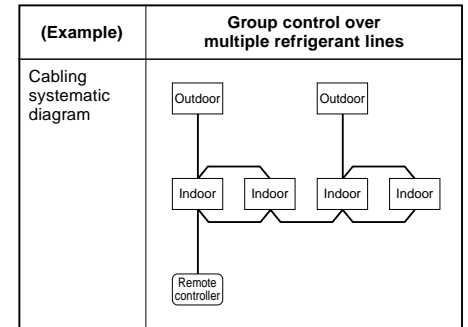 (Example)
Group control over
multiple refrigerant lines
Cabling
systematic
diagram
Outdoor
Outdoor
Indoor
Indoor
Indoor
Indoor
Remote
controller